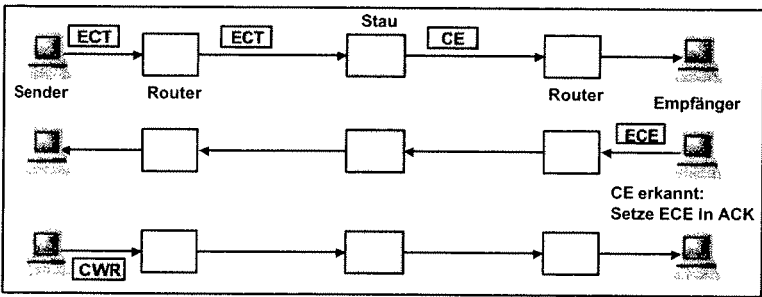 Stau
ECT
ECT
CE
Sender
Router
Router
Empfänger
ECE
CE erkannt:
Setze ECE in ACK
CWR